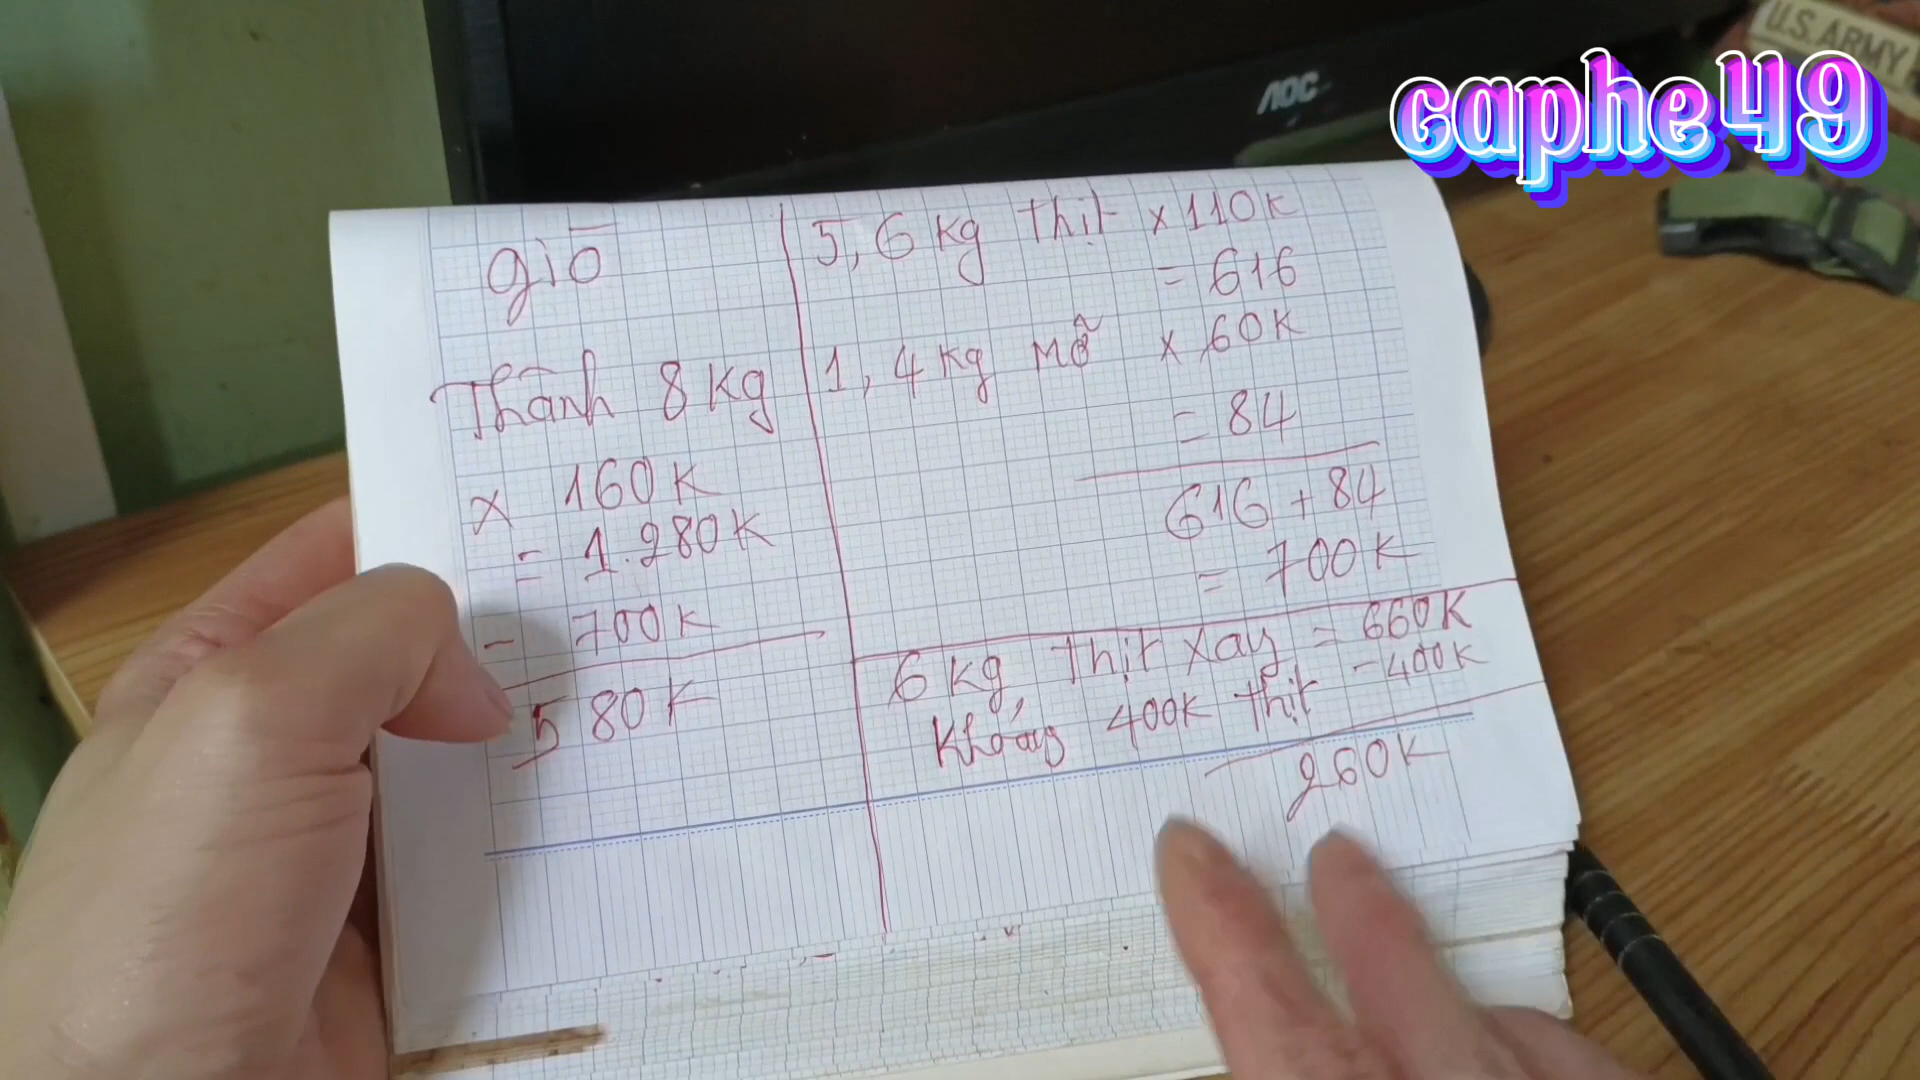 U.S. ARMY
AOC
caphe49
giò
Thành 8 kg
x 160K
= 1.280K
- 700K
580K
5,6 kg thịt x 110K
= 616
1,4 kg Mỡ x 60K
= 84
616 + 84
= 700K
6 kg thịt xay = 660K
khoảng 400K thịt - 400K
260K